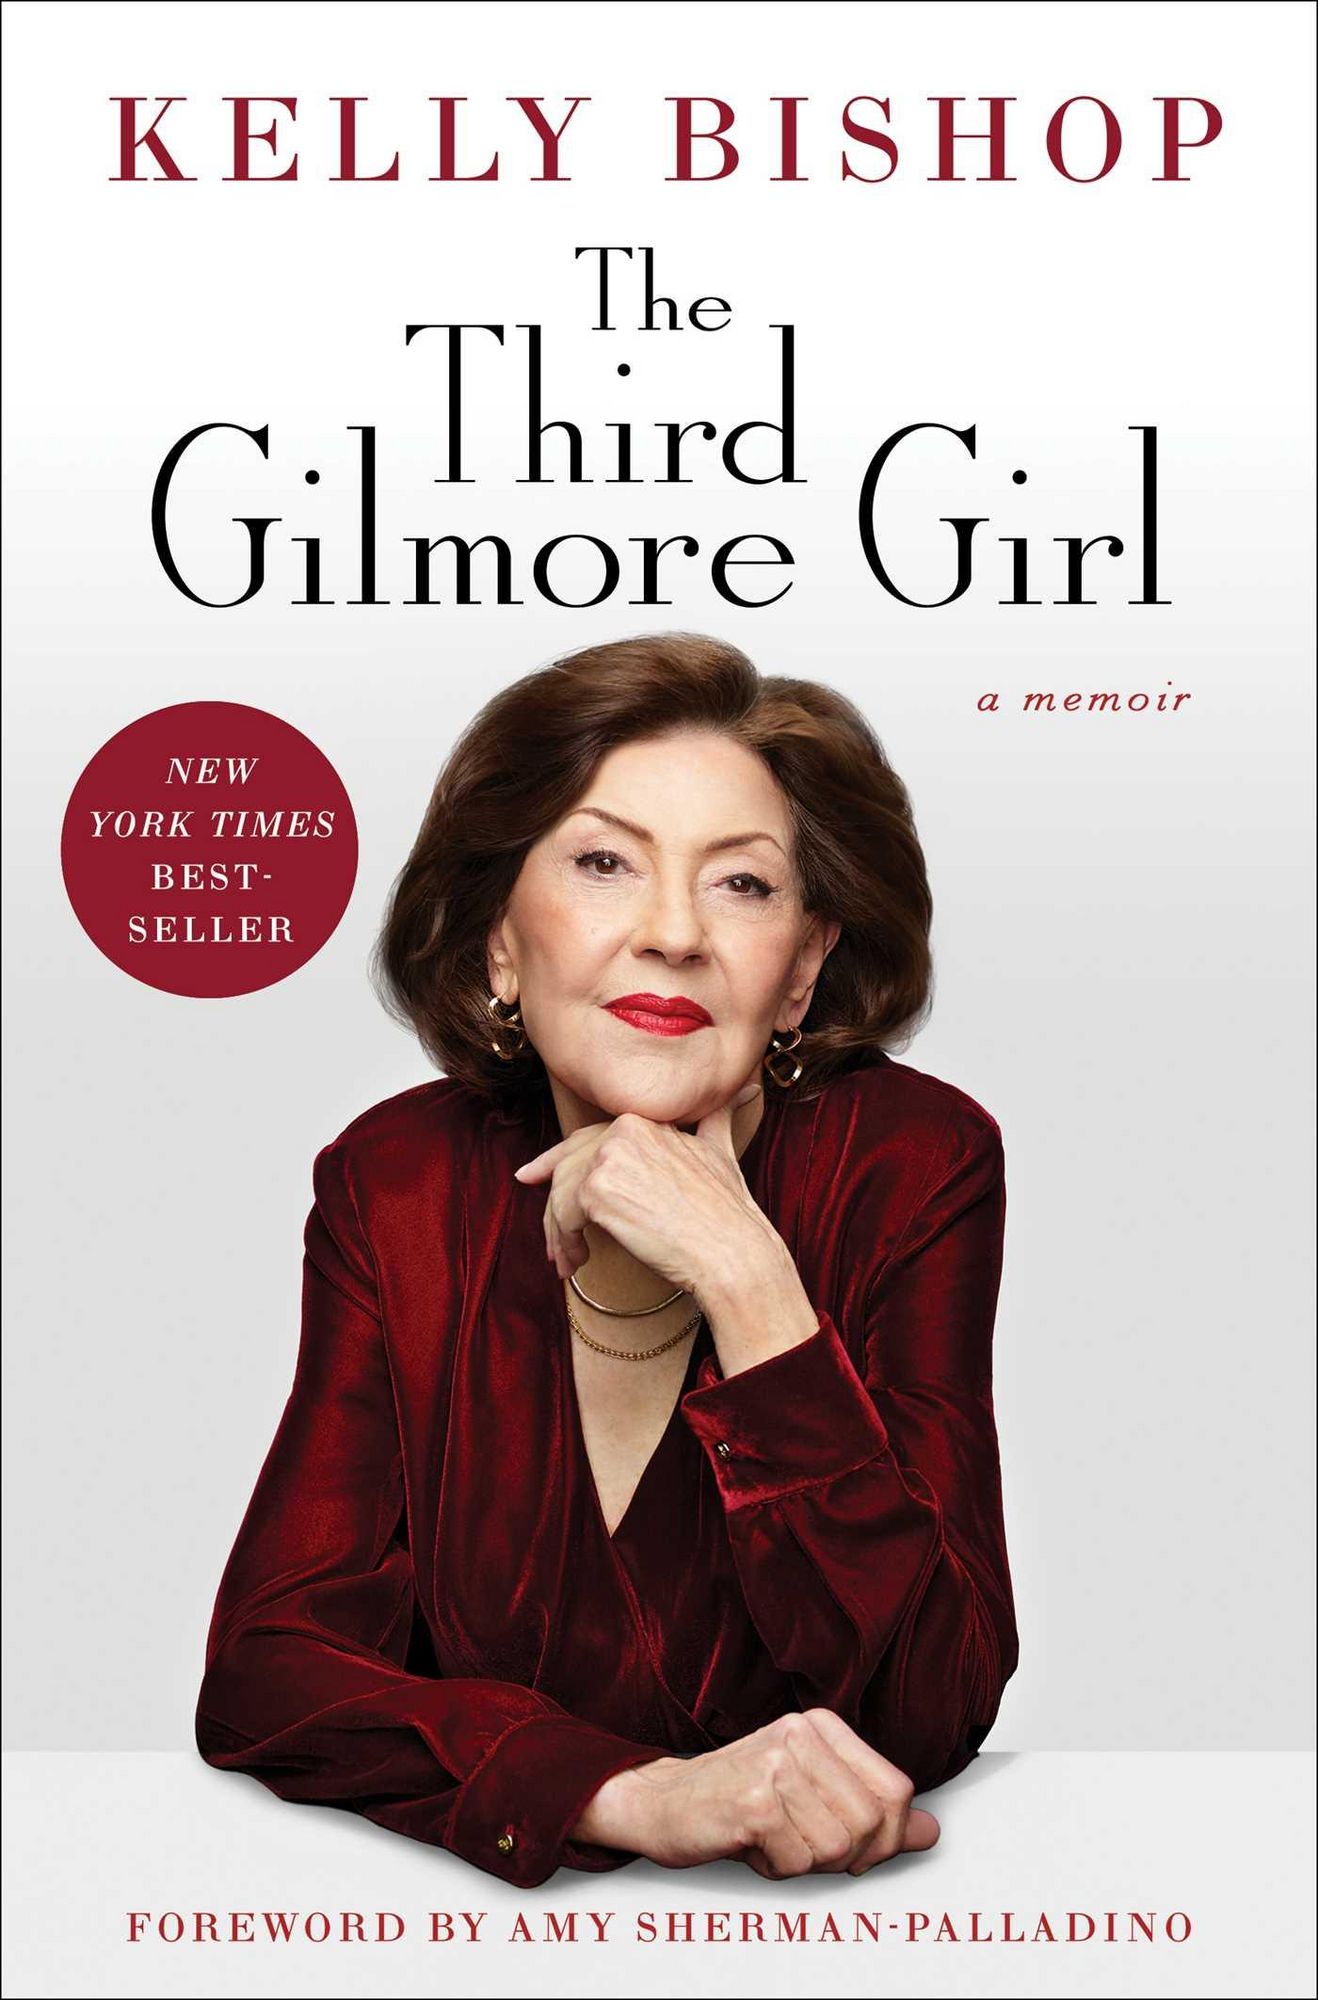 KELLY BISHOP
The
Third
Gilmore Girl
a memoir
NEW
YORK TIMES
BEST-
SELLER
FOREWORD BY AMY SHERMAN-PALLADINO